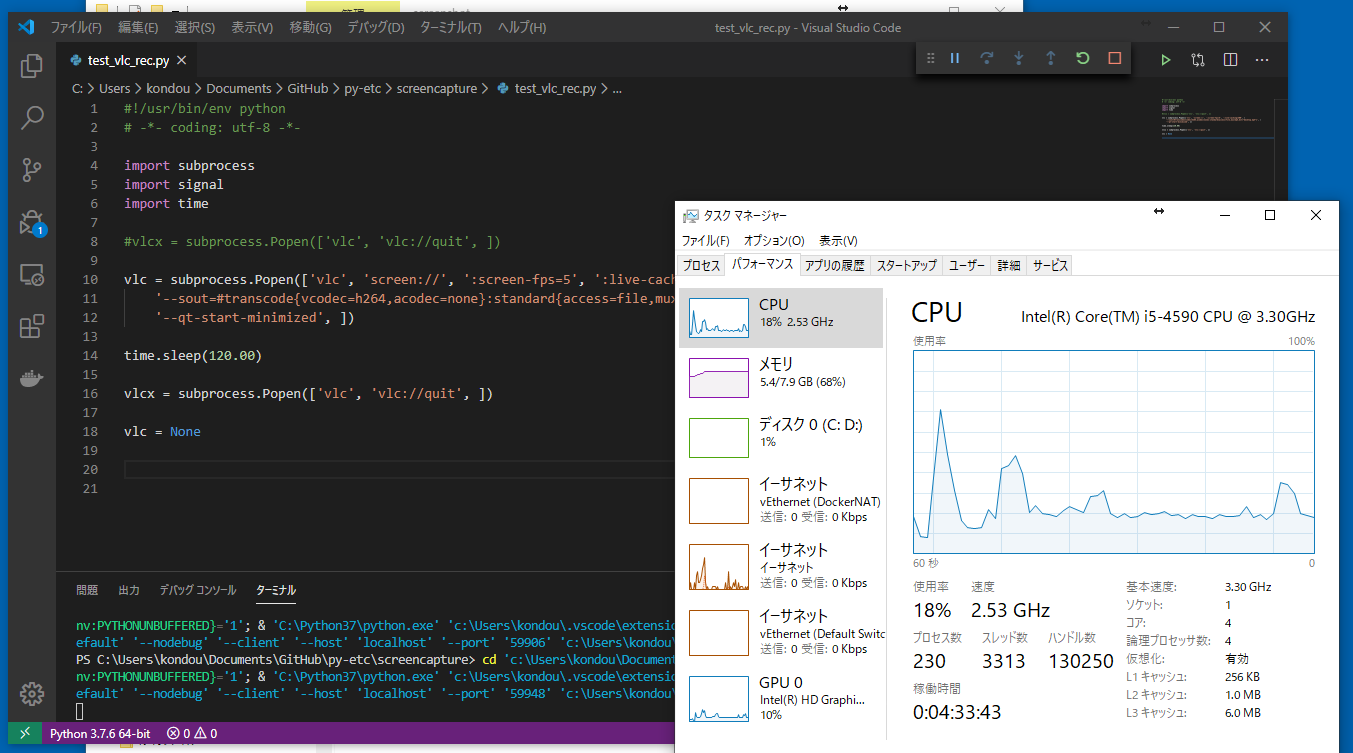 管理
screenshot
ファイル(F) 編集(E) 選択(S) 表示(V) 移動(G) デバッグ(D) ターミナル(T) ヘルプ(H)
test_vlc_rec.py - Visual Studio Code
test_vlc_rec.py
C: > Users > kondou > Documents > GitHub > py-etc > screencapture > test_vlc_rec.py > ...
1 #!/usr/bin/env python
2 # -*- coding: utf-8 -*-
3
4 import subprocess
5 import signal
6 import time
7
8 #vlcx = subprocess.Popen(['vlc', 'vlc://quit', ])
9
10 vlc = subprocess.Popen(['vlc', 'screen://', ':screen-fps=5', ':live-cach
11 '--sout=#transcode{vcodec=h264,acodec=none}:standard{access=file,mux
12 '--qt-start-minimized', ])
13
14 time.sleep(120.00)
15
16 vlcx = subprocess.Popen(['vlc', 'vlc://quit', ])
17
18 vlc = None
19
20
21
1
問題 出力 デバッグ コンソール ターミナル
nv:PYTHONUNBUFFERED}='1'; & 'C:\Python37\python.exe' 'c:\Users\kondou\.vscode\extensio
efault' '--nodebug' '--client' '--host' 'localhost' '--port' '59906' 'c:\Users\kondou\
PS C:\Users\kondou\Documents\GitHub\py-etc\screencapture> cd 'c:\Users\kondou\Document
nv:PYTHONUNBUFFERED}='1'; & 'C:\Python37\python.exe' 'c:\Users\kondou\.vscode\extensio
efault' '--nodebug' '--client' '--host' 'localhost' '--port' '59948' 'c:\Users\kondou\
Python 3.7.6 64-bit 0 0
タスク マネージャー
ファイル(F) オプション(O) 表示(V)
プロセス パフォーマンス アプリの履歴 スタートアップ ユーザー 詳細 サービス
CPU
18% 2.53 GHz
メモリ
5.4/7.9 GB (68%)
ディスク 0 (C: D:)
1%
イーサネット
vEthernet (DockerNAT)
送信: 0 受信: 0 Kbps
イーサネット
イーサネット
送信: 0 受信: 0 Kbps
イーサネット
vEthernet (Default Switc
送信: 0 受信: 0 Kbps
GPU 0
Intel(R) HD Graphi...
10%
CPU
Intel(R) Core(TM) i5-4590 CPU @ 3.30GHz
使用率 100%
60 秒 0
使用率 速度
18% 2.53 GHz
プロセス数 スレッド数 ハンドル数
230 3313 130250
稼働時間
0:04:33:43
基本速度: 3.30 GHz
ソケット: 1
コア: 4
論理プロセッサ数: 4
仮想化: 有効
L1 キャッシュ: 256 KB
L2 キャッシュ: 1.0 MB
L3 キャッシュ: 6.0 MB